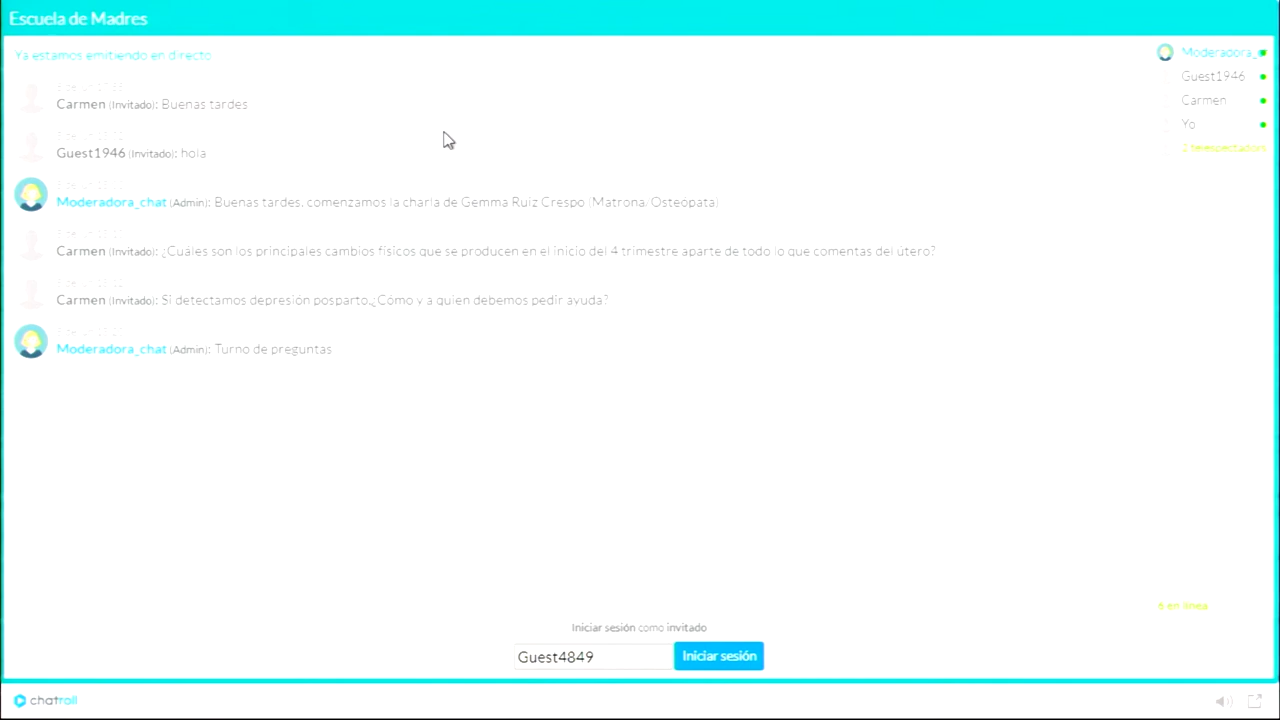 Escuela de Madres
Ya estamos emitiendo en directo
Carmen (Invitado): Buenas tardes
Guest1946 (Invitado): hola
Moderadora_chat (Admin): Buenas tardes, comenzamos la charla de Gemma Ruiz Crespo (Matrona/Osteópata)
Carmen (Invitado): ¿Cuáles son los principales cambios físicos que se producen en el inicio del 4 trimestre aparte de todo lo que comentas del útero?
Carmen (Invitado): Si detectamos depresión posparto,¿Cómo y a quien debemos pedir ayuda?
Moderadora_chat (Admin): Turno de preguntas
Moderadora_c
Guest1946
Carmen
Yo
2 telespectadors
6 en línea
Iniciar sesión como invitado
Guest4849
Iniciar sesión
chatroll